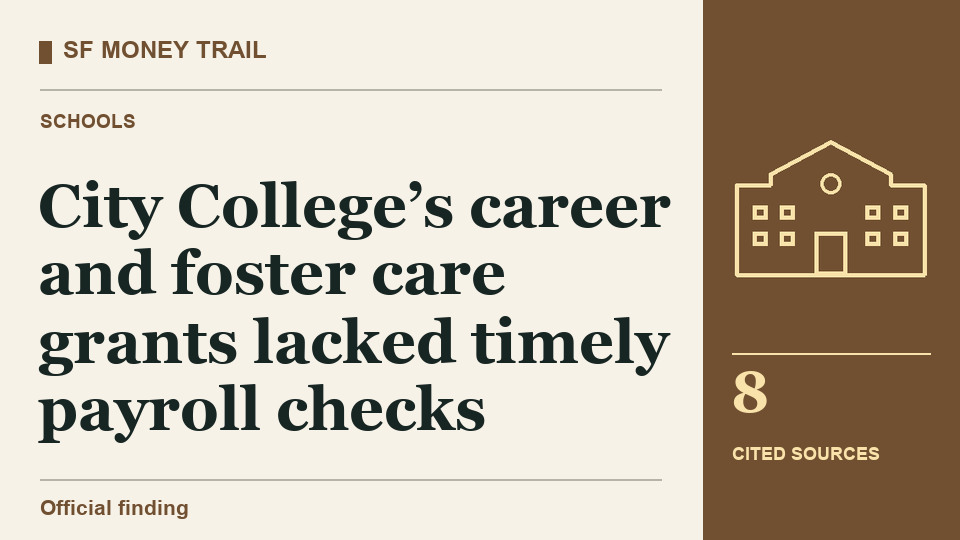 SF MONEY TRAIL
SCHOOLS
City College’s career
and foster care
grants lacked timely
payroll checks
Official finding
8
CITED SOURCES